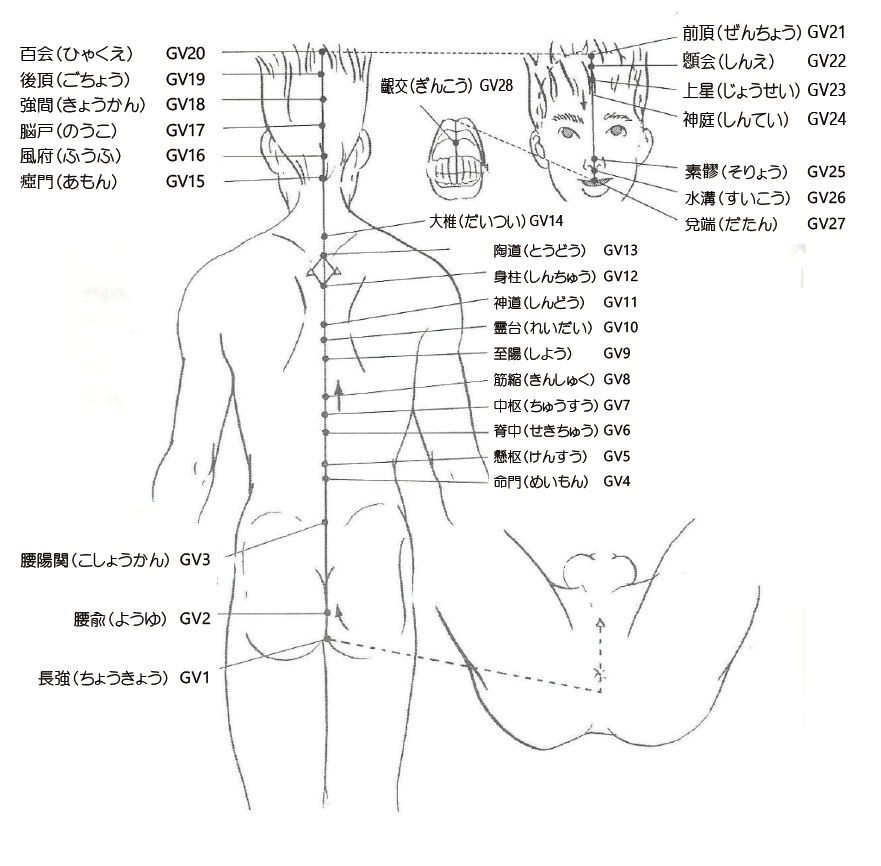 百会(ひゃくえ) GV20
後頂(ごちょう) GV19
強間(きょうかん) GV18
脳戸(のうこ) GV17
風府(ふうふ) GV16
瘂門(あもん) GV15
齦交(ぎんこう) GV28
前頂(ぜんちょう) GV21
顖会(しんえ) GV22
上星(じょうせい) GV23
神庭(しんてい) GV24
素髎(そりょう) GV25
水溝(すいこう) GV26
兌端(だたん) GV27
大椎(だいつい) GV14
陶道(とうどう) GV13
身柱(しんちゅう) GV12
神道(しんどう) GV11
霊台(れいだい) GV10
至陽(しよう) GV9
筋縮(きんしゅく) GV8
中枢(ちゅうすう) GV7
脊中(せきちゅう) GV6
懸枢(けんすう) GV5
命門(めいもん) GV4
腰陽関(こしょうかん) GV3
腰兪(ようゆ) GV2
長強(ちょうきょう) GV1